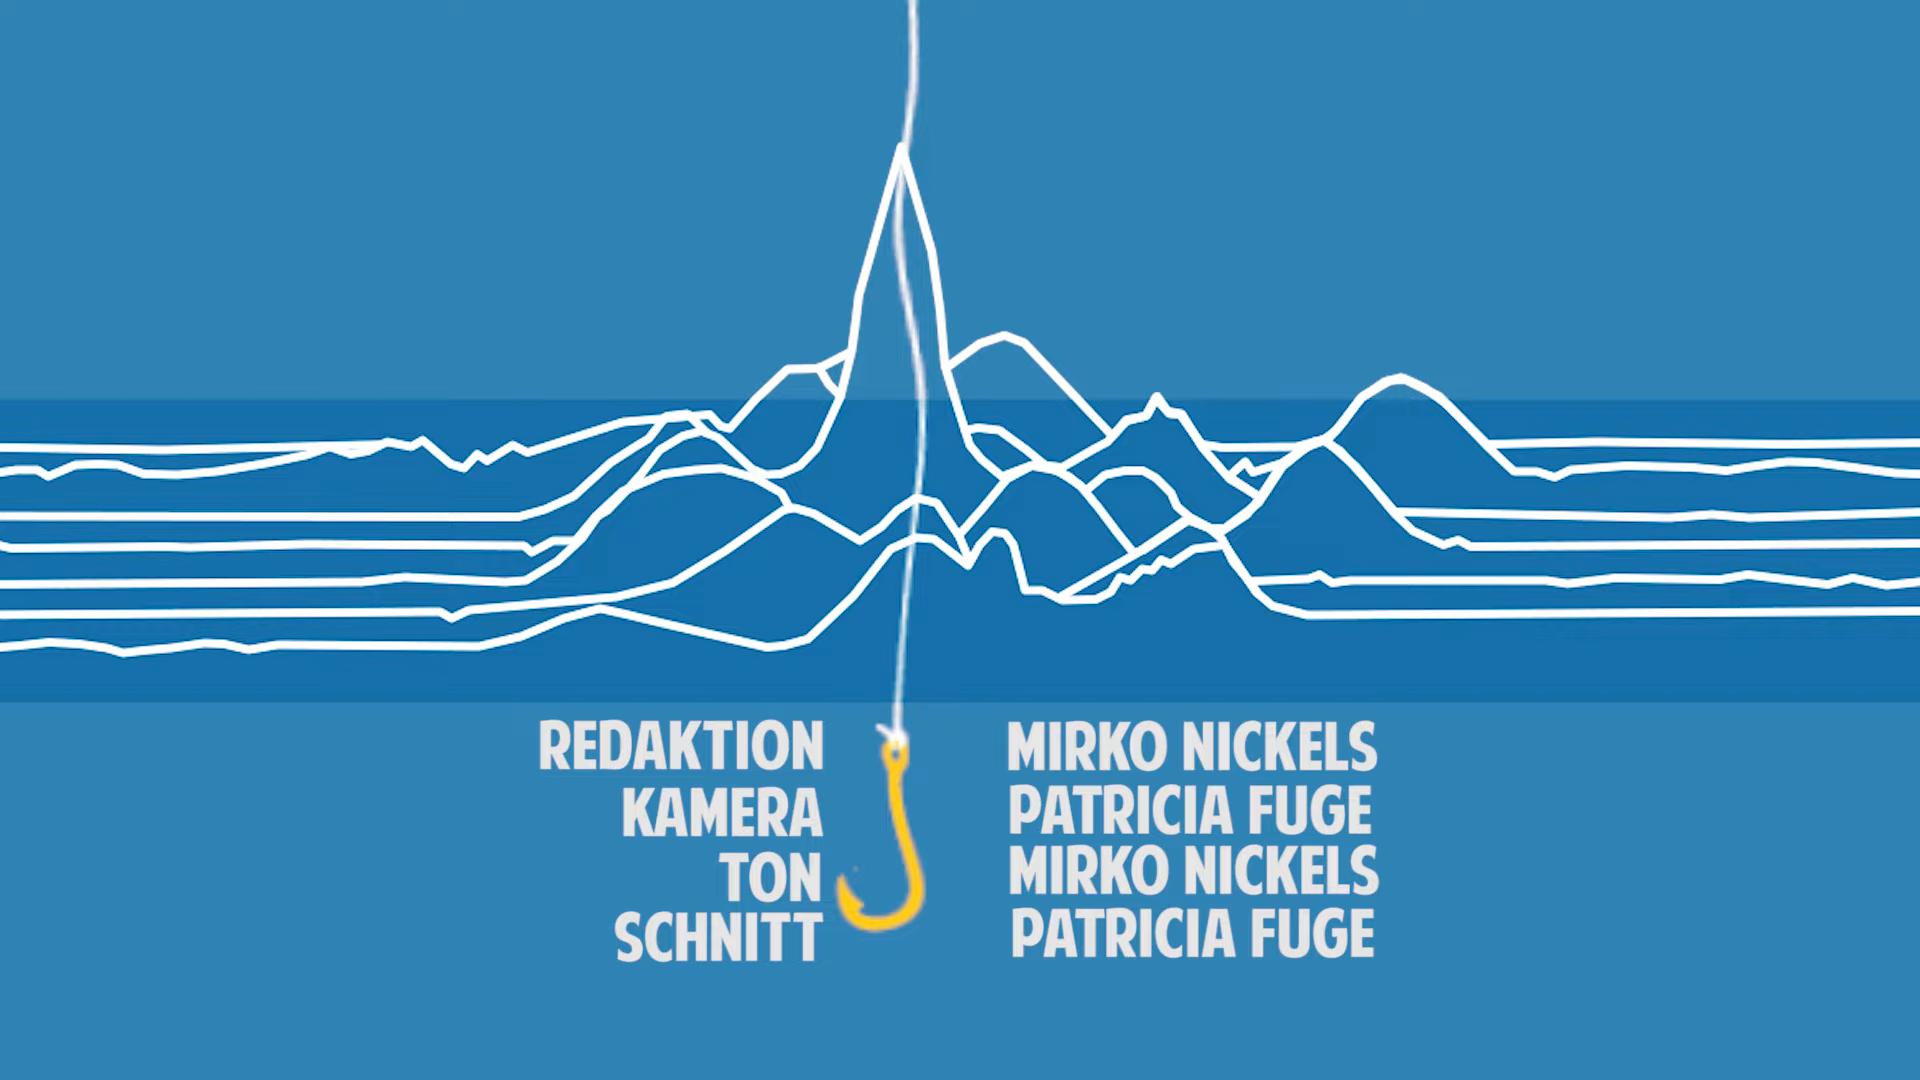 REDAKTION MIRKO NICKELS
KAMERA PATRICIA FUGE
TON MIRKO NICKELS
SCHNITT PATRICIA FUGE